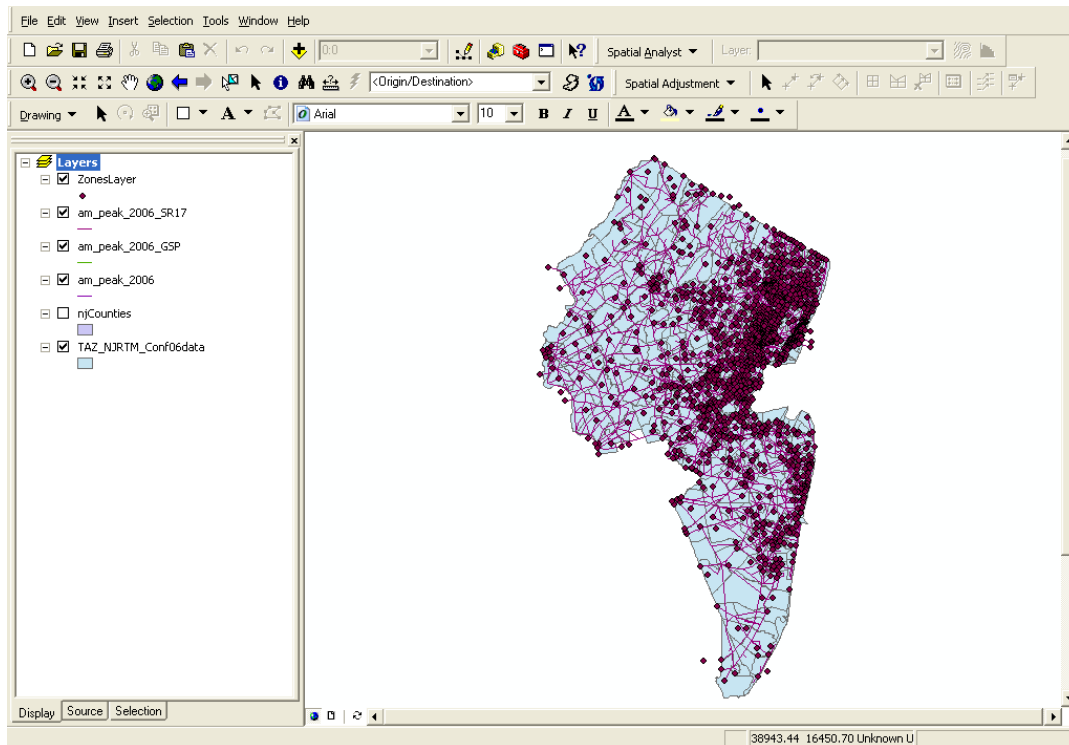 File Edit View Insert Selection Tools Window Help
0:0 Spatial Analyst Layer:
<Origin/Destination> Spatial Adjustment
Drawing A Arial 10 B I U A
Layers
ZonesLayer
am_peak_2006_SR17
am_peak_2006_GSP
am_peak_2006
njCounties
TAZ_NJRTM_Conf06data
Display Source Selection
38943.44 16450.70 Unknown U